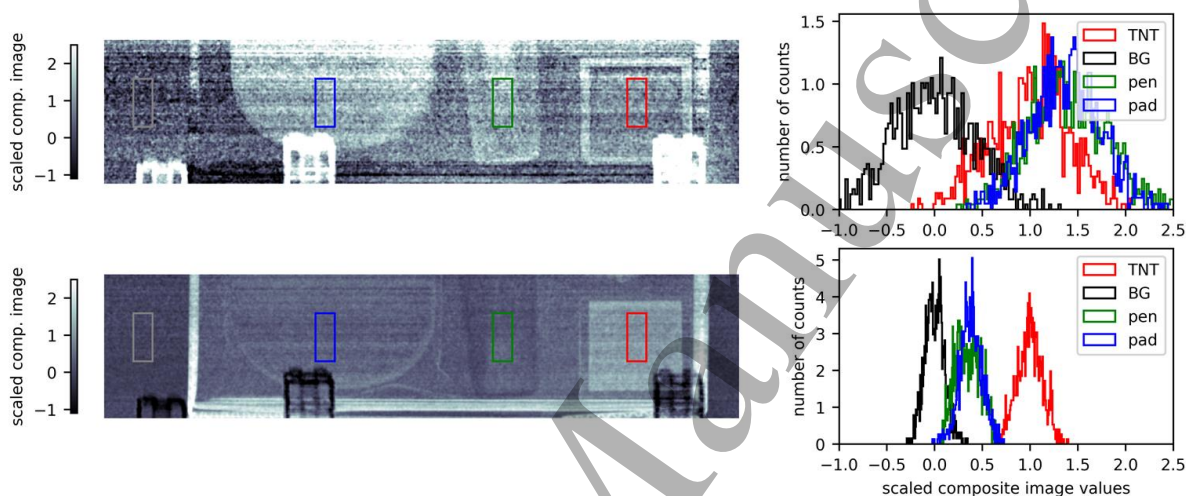 scaled comp. image
2
1
0
−1
number of counts
1.5
1.0
0.5
0.0
−1.0 −0.5 0.0 0.5 1.0 1.5 2.0 2.5
TNT
BG
pen
pad
scaled comp. image
2
1
0
−1
number of counts
5
4
3
2
1
0
−1.0 −0.5 0.0 0.5 1.0 1.5 2.0 2.5
scaled composite image values
TNT
BG
pen
pad
Manusc